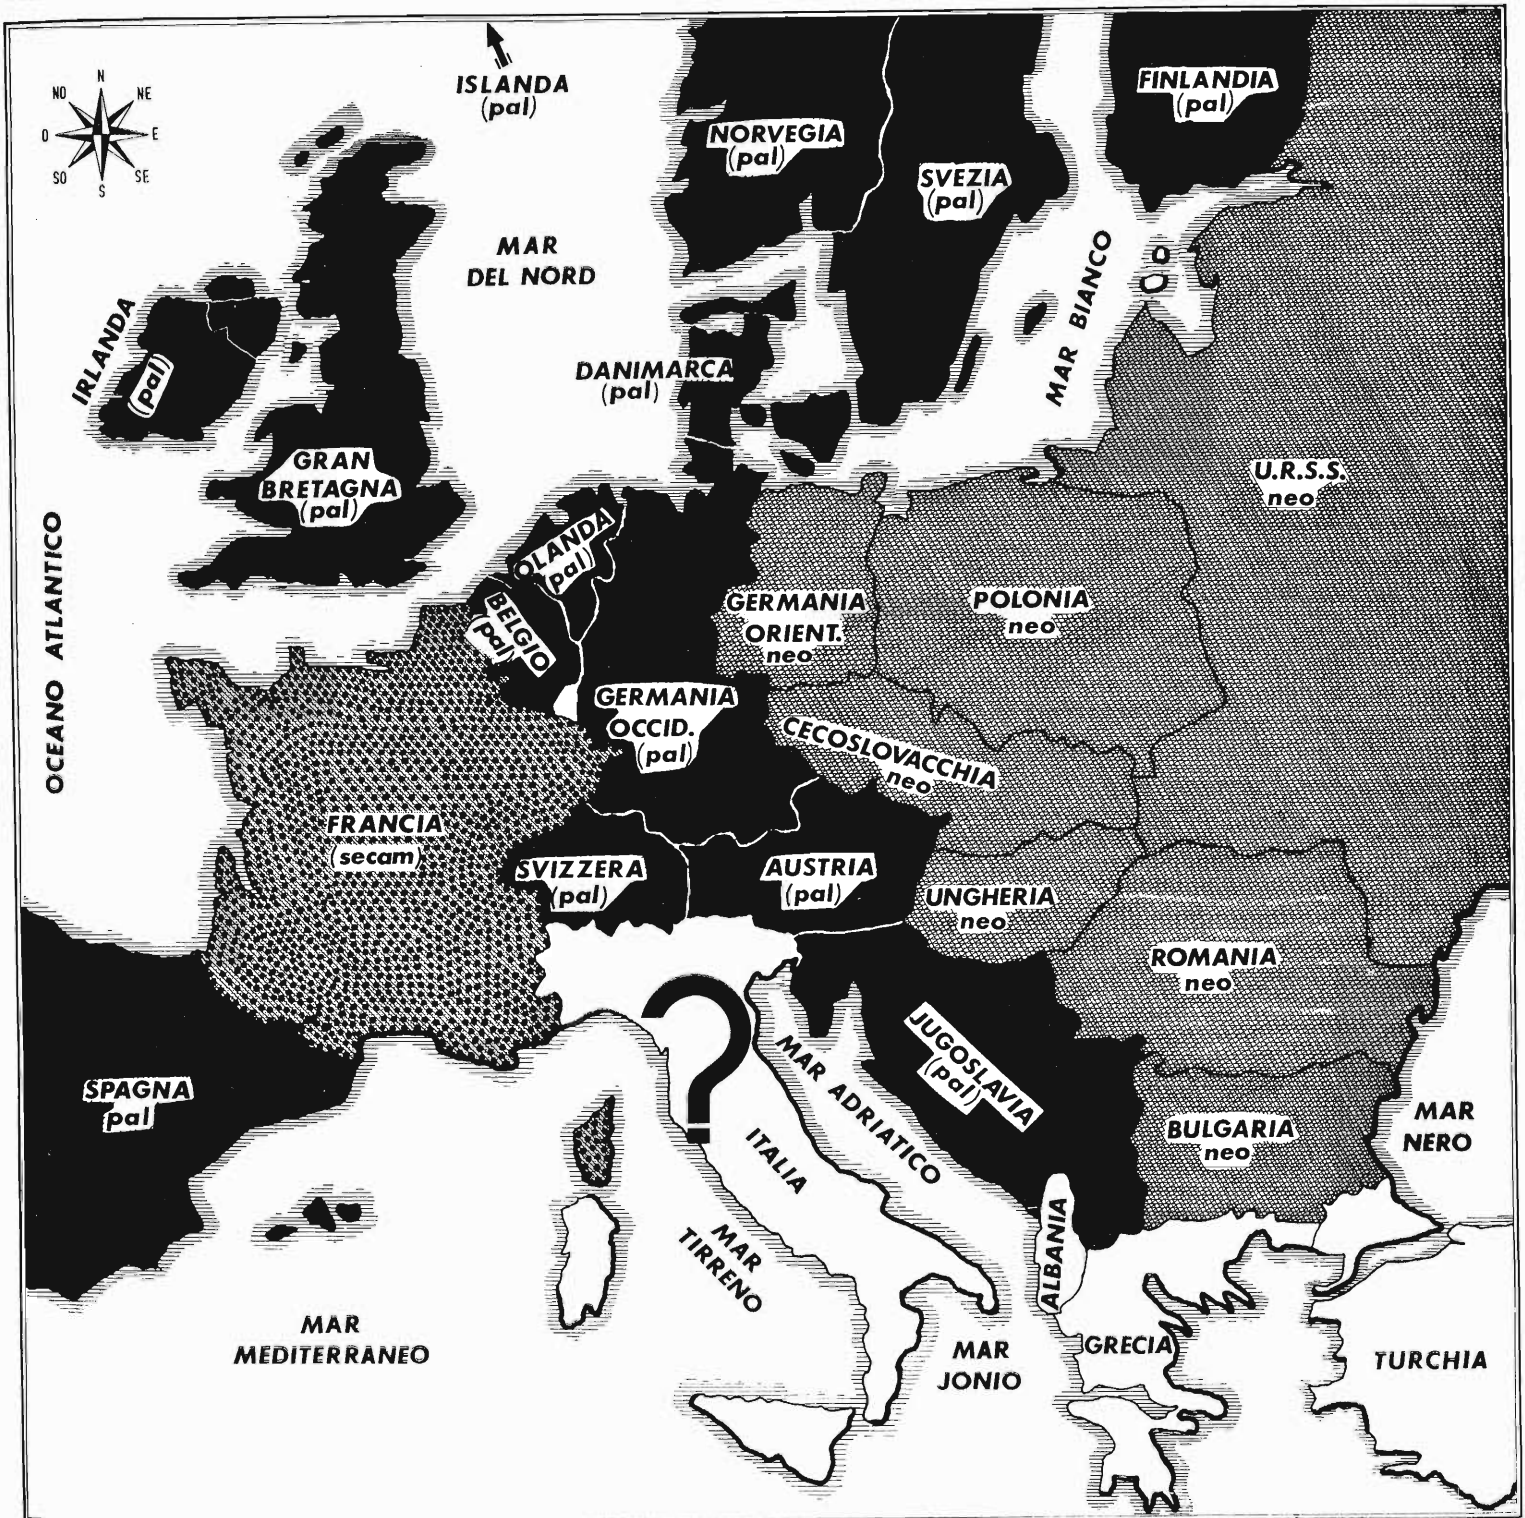 N
NO
NE
O
E
SO
SE
S
ISLANDA
(pal)
FINLANDIA
(pal)
NORVEGIA
(pal)
SVEZIA
(pal)
MAR
DEL NORD
MAR BIANCO
IRLANDA
(pal)
DANIMARCA
(pal)
GRAN
BRETAGNA
(pal)
U.R.S.S.
neo
OCEANO ATLANTICO
OLANDA
(pal)
BELGIO
(pal)
GERMANIA
ORIENT.
neo
POLONIA
neo
GERMANIA
OCCID.
(pal)
CECOSLOVACCHIA
neo
FRANCIA
(secam)
SVIZZERA
(pal)
AUSTRIA
(pal)
UNGHERIA
neo
ROMANIA
neo
?
JUGOSLAVIA
(pal)
MAR ADRIATICO
SPAGNA
pal
ITALIA
BULGARIA
neo
MAR
NERO
MAR
TIRRENO
ALBANIA
MAR
MEDITERRANEO
MAR
JONIO
GRECIA
TURCHIA